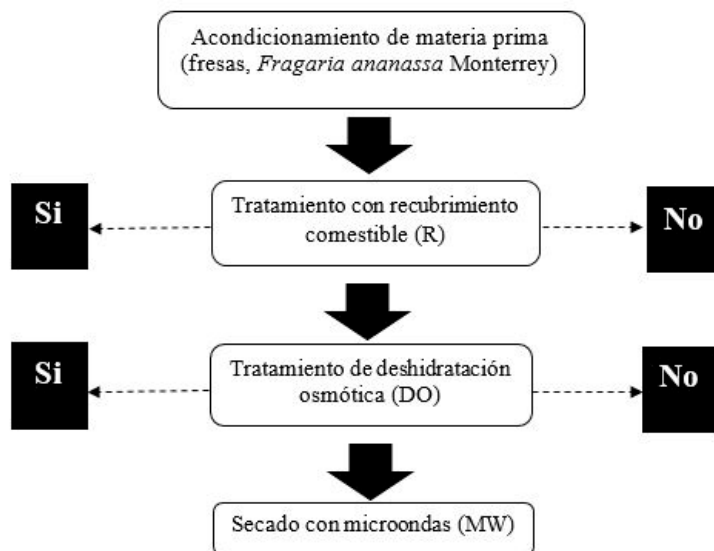 Acondicionamiento de materia prima
(fresas, Fragaria ananassa Monterrey)
Si
Tratamiento con recubrimiento
comestible (R)
No
Si
Tratamiento de deshidratación
osmótica (DO)
No
Secado con microondas (MW)